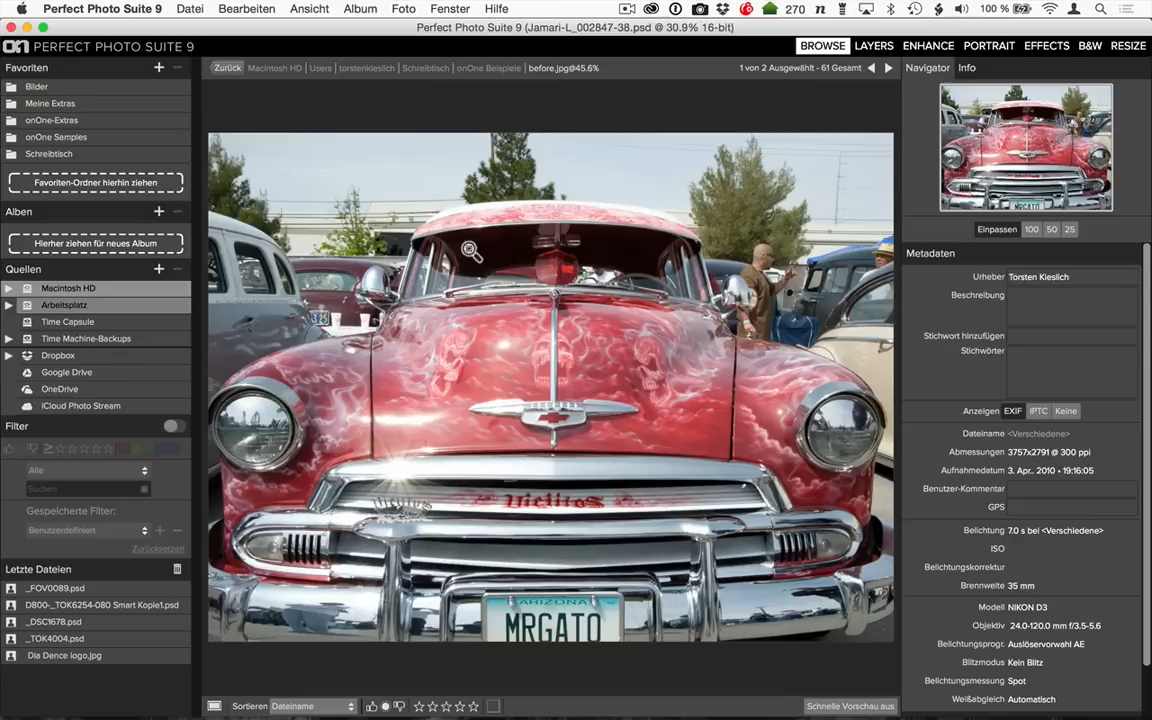 Perfect Photo Suite 9 Datei Bearbeiten Ansicht Album Foto Fenster Hilfe 270 100 %
Perfect Photo Suite 9 (Jamari-L_002847-38.psd @ 30.9% 16-bit)
on PERFECT PHOTO SUITE 9 BROWSE LAYERS ENHANCE PORTRAIT EFFECTS B&W RESIZE
Favoriten
Bilder
Meine Extras
onOne-Extras
onOne Samples
Schreibtisch
Favoriten-Ordner hierhin ziehen
Alben
Hierher ziehen für neues Album
Quellen
Macintosh HD
Arbeitsplatz
Time Capsule
Time Machine-Backups
Dropbox
Google Drive
OneDrive
iCloud Photo Stream
Filter
Alle
Suchen
Gespeicherte Filter:
Benutzerdefiniert
Zurücksetzen
Letzte Dateien
_FOV0089.psd
D800-_TOK6254-080 Smart Kopie1.psd
_DSC1678.psd
_TOK4004.psd
Dia Dence logo.jpg
Zurück Macintosh HD Users torstenkieslich Schreibtisch onOne Beispiele before.jpg@45.6% 1 von 2 Ausgewählt - 61 Gesamt
ARIZONA
MRGATO
Sortieren Dateiname Schnelle Vorschau aus
Navigator Info
MRGATO
Einpassen 100 50 25
Metadaten
Urheber Torsten Kieslich
Beschreibung
Stichwort hinzufügen
Stichwörter
Anzeigen EXIF IPTC Keine
Dateiname <Verschiedene>
Abmessungen 3757x2791 @ 300 ppi
Aufnahmedatum 3. Apr.. 2010 • 19:16:05
Benutzer-Kommentar
GPS
Belichtung 7.0 s bei <Verschiedene>
ISO
Belichtungskorrektur
Brennweite 35 mm
Modell NIKON D3
Objektiv 24.0-120.0 mm f/3.5-5.6
Belichtungsprogr. Auslöservorwahl AE
Blitzmodus Kein Blitz
Belichtungsmessung Spot
Weißabgleich Automatisch